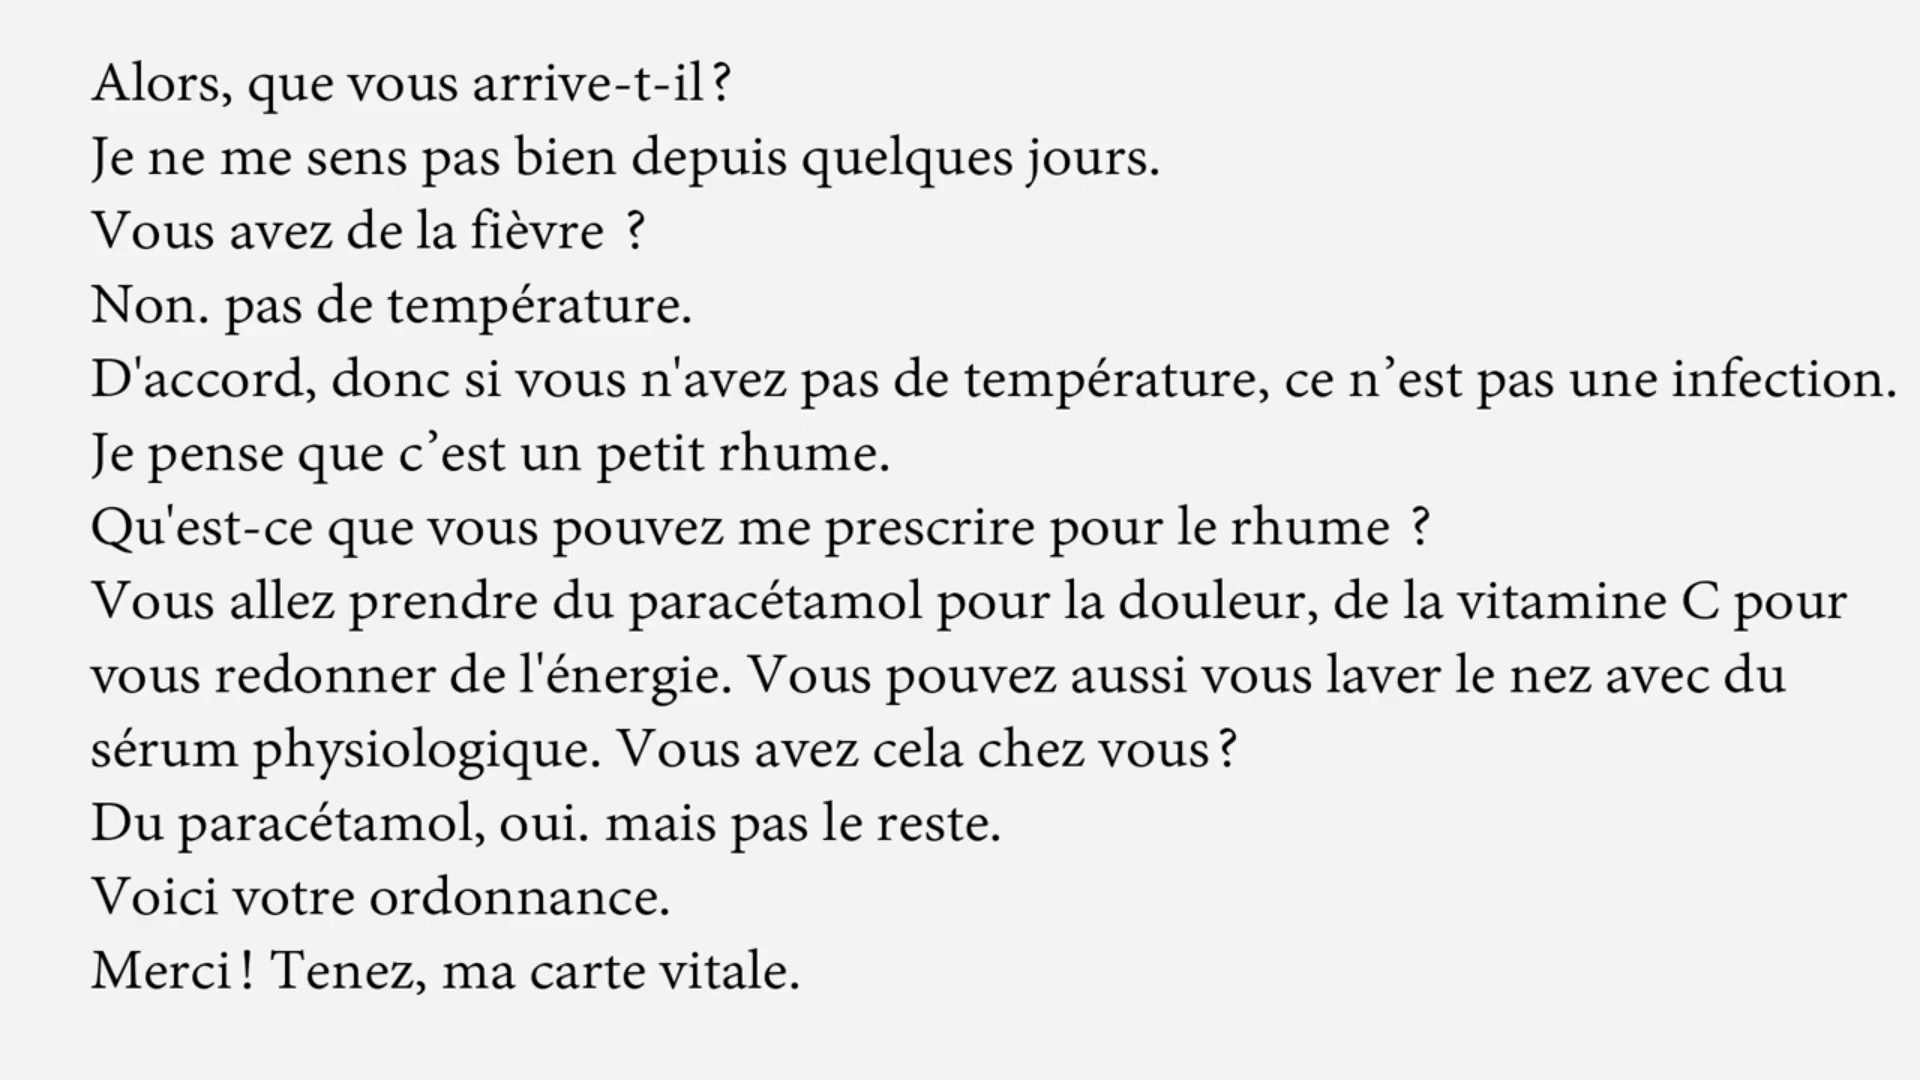 Alors, que vous arrive-t-il ?
Je ne me sens pas bien depuis quelques jours.
Vous avez de la fièvre ?
Non. pas de température.
D'accord, donc si vous n'avez pas de température, ce n’est pas une infection.
Je pense que c’est un petit rhume.
Qu'est-ce que vous pouvez me prescrire pour le rhume ?
Vous allez prendre du paracétamol pour la douleur, de la vitamine C pour
vous redonner de l'énergie. Vous pouvez aussi vous laver le nez avec du
sérum physiologique. Vous avez cela chez vous ?
Du paracétamol, oui. mais pas le reste.
Voici votre ordonnance.
Merci ! Tenez, ma carte vitale.